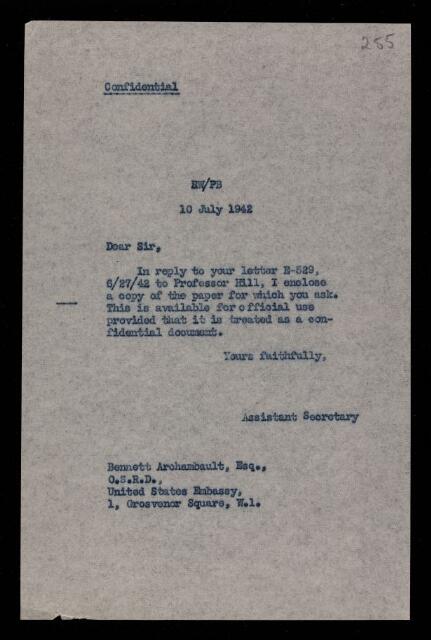 255
Confidential
RW/PB
10 July 1942
Dear Sir,
In reply to your letter E-529,
6/27/42 to Professor Hill, I enclose
a copy of the paper for which you ask.
This is available for official use
provided that it is treated as a con-
fidential document.
Yours faithfully,
Assistant Secretary
Bennett Archambault, Esq.,
O.S.R.D.,
United States Embassy,
1, Grosvenor Square, W.1.